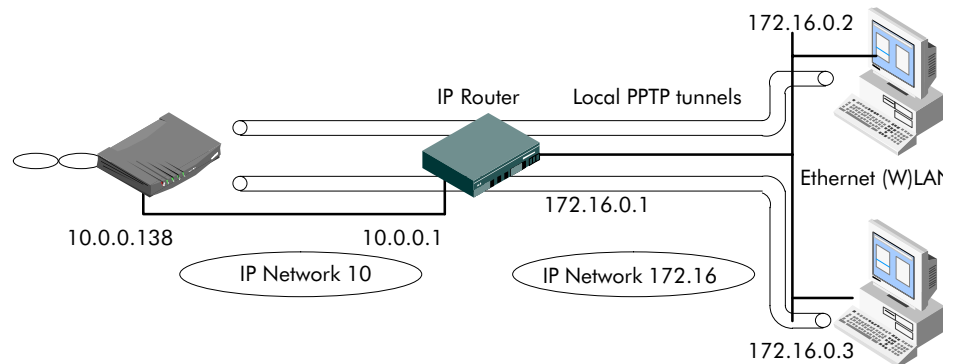 172.16.0.2
IP Router
Local PPTP tunnels
Ethernet (W)LAN
172.16.0.1
10.0.0.138
10.0.0.1
IP Network 10
IP Network 172.16
172.16.0.3